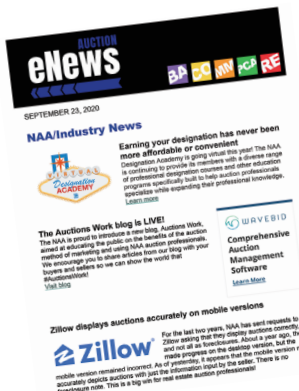 AUCTION
eNews
BA CO MM PCA RE
SEPTEMBER 23, 2020
NAA/Industry News
Earning your designation has never been
more affordable or convenient
The NAA Designation Academy is going virtual this year! The NAA
is continuing to provide its members with a diverse range
of professional designation courses and other education
programs specifically built to help auction professionals
specialize while expanding their professional knowledge.
Learn more
VIRTUAL
Designation
ACADEMY
The Auctions Work blog is LIVE!
The NAA is proud to introduce a new blog, Auctions Work,
aimed at educating the public on the benefits of the auction
method of marketing and using NAA auction professionals.
We encourage you to share articles from our blog with your
buyers and sellers so we can show the world that
#AuctionsWork!
Visit blog
WAVEBID
Comprehensive
Auction
Management
Software
Learn More
Zillow displays auctions accurately on mobile versions
Zillow
For the last two years, NAA has sent requests to
Zillow asking that they display auctions correctly,
and not all as foreclosures. About a year ago, th
made progress on the desktop version, but the
mobile version remained incorrect. As of yesterday, it appears that the mobile version n
accurately depicts auctions with just the information input by the seller. There is no
foreclosure note. This is a big win for real estate auction professionals!